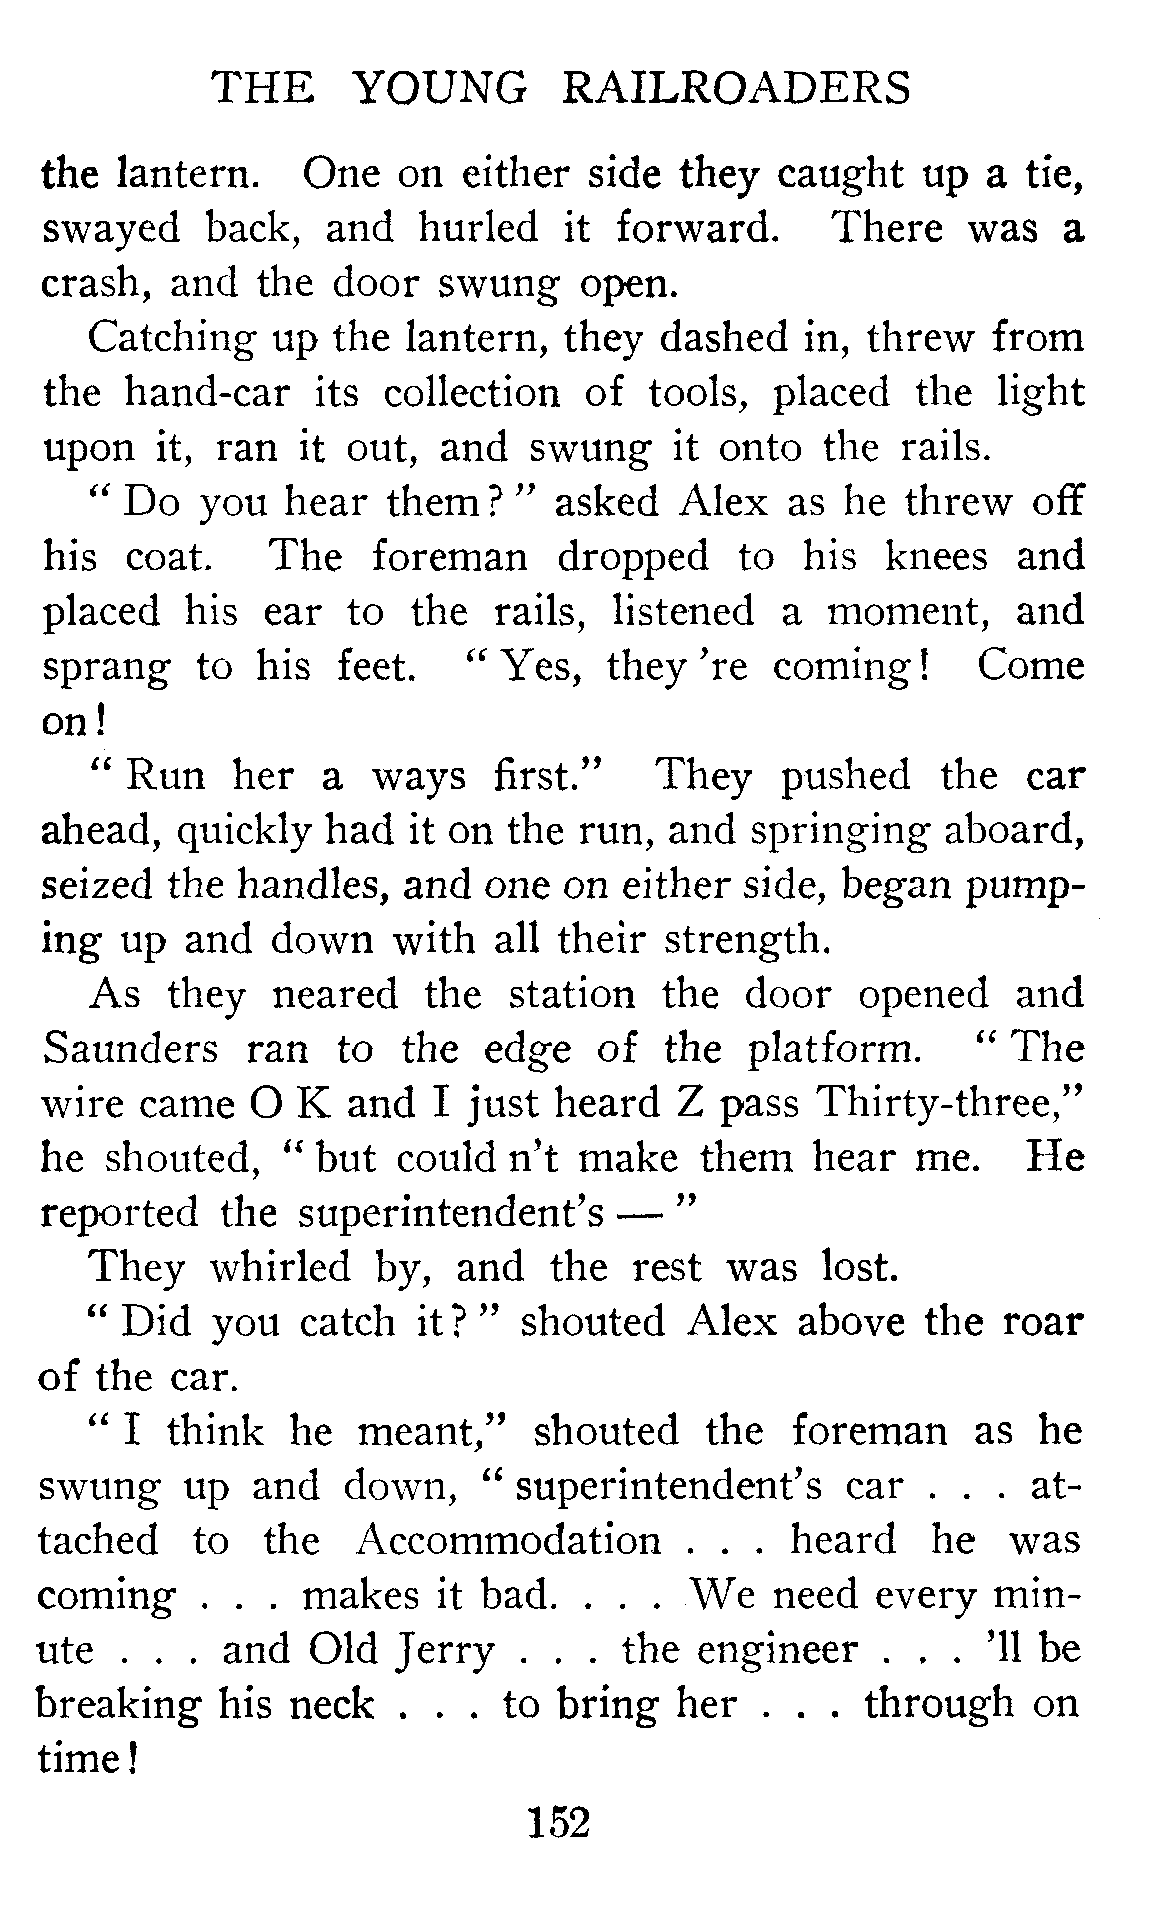 THE YOUNG RAILROADERS
the lantern. One on either side they caught up a tie,
swayed back, and hurled it forward. There was a
crash, and the door swung open.
Catching up the lantern, they dashed in, threw from
the hand-car its collection of tools, placed the light
upon it, ran it out, and swung it onto the rails.
“ Do you hear them? ” asked Alex as he threw off
his coat. The foreman dropped to his knees and
placed his ear to the rails, listened a moment, and
sprang to his feet. “ Yes, they 're coming! Come
on!
“ Run her a ways first.” They pushed the car
ahead, quickly had it on the run, and springing aboard,
seized the handles, and one on either side, began pump-
ing up and down with all their strength.
As they neared the station the door opened and
Saunders ran to the edge of the platform. “ The
wire came O K and I just heard Z pass Thirty-three,”
he shouted, “ but could n't make them hear me. He
reported the superintendent's — ”
They whirled by, and the rest was lost.
“ Did you catch it? ” shouted Alex above the roar
of the car.
“ I think he meant,” shouted the foreman as he
swung up and down, “ superintendent's car . . . at-
tached to the Accommodation . . . heard he was
coming . . . makes it bad. . . . We need every min-
ute . . . and Old Jerry . . . the engineer . . . 'll be
breaking his neck . . . to bring her . . . through on
time!
152